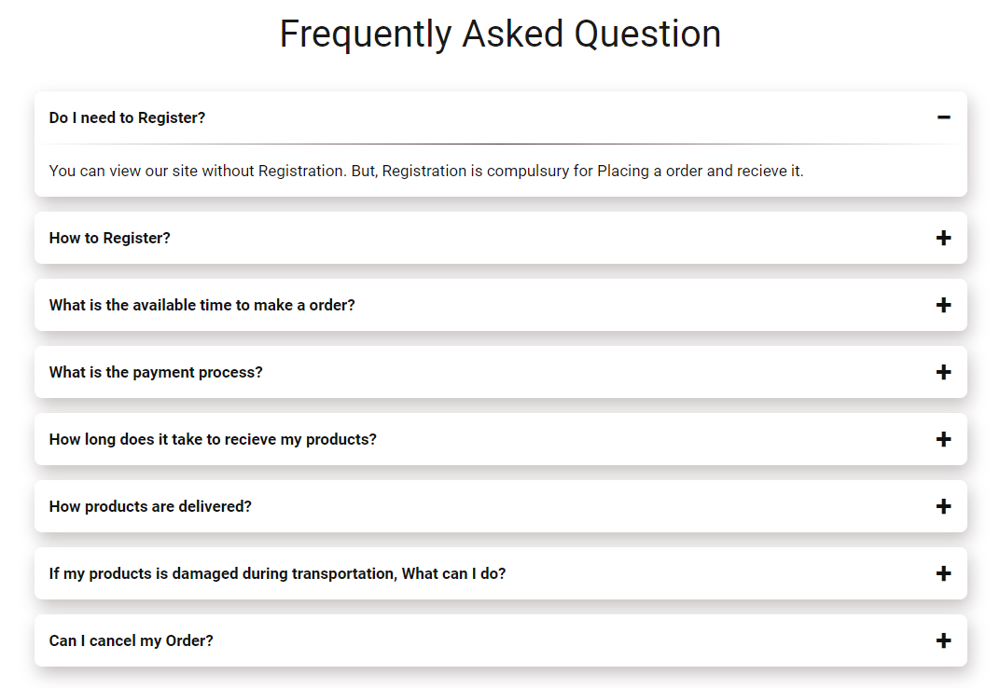 Frequently Asked Question
Do I need to Register?
You can view our site without Registration. But, Registration is compulsury for Placing a order and recieve it.
How to Register?
What is the available time to make a order?
What is the payment process?
How long does it take to recieve my products?
How products are delivered?
If my products is damaged during transportation, What can I do?
Can I cancel my Order?